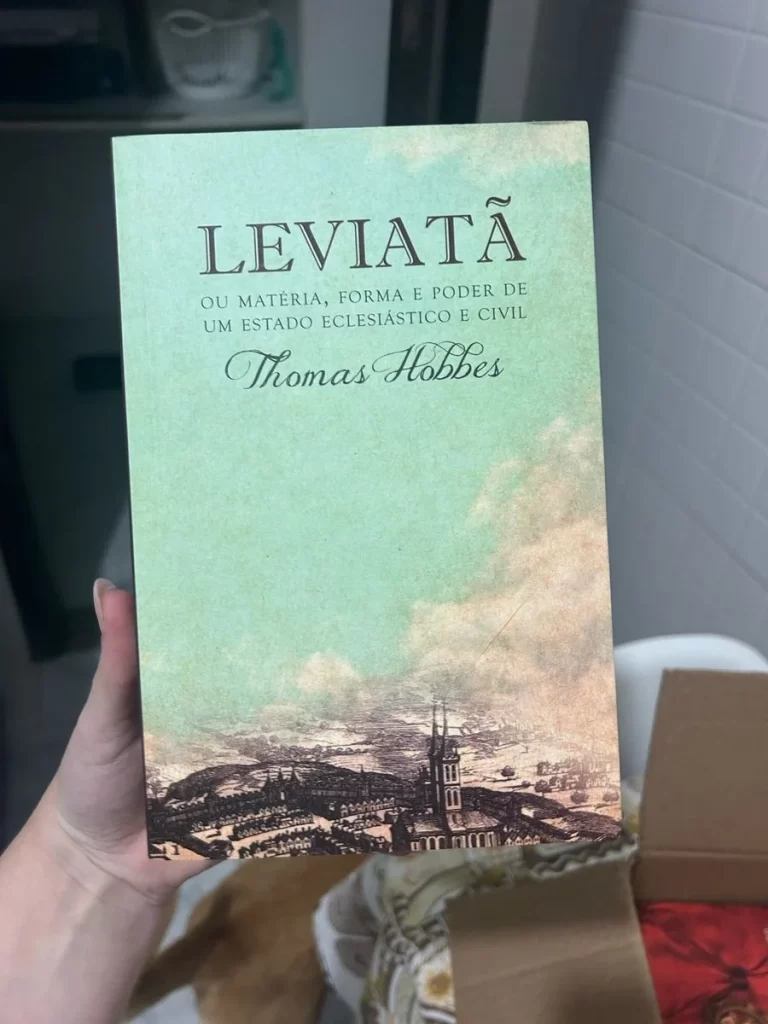 LEVIATÃ
OU MATÉRIA, FORMA E PODER DE
UM ESTADO ECLESIÁSTICO E CIVIL
Thomas Hobbes